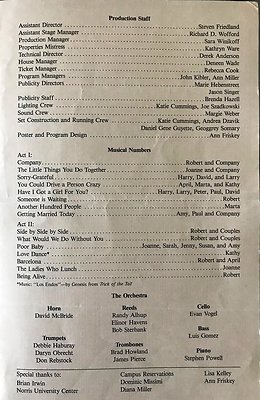 Production Staff
Assistant Director Steven Friedland
Assistant Stage Manager Richard D. Wofford
Production Manager Sara Wisikoff
Properties Mistress Kathryn Ware
Technical Director Derek Anderson
House Manager Doreen Wade
Ticket Manager Rebecca Cook
Program Managers John Kibler, Ann Miller
Publicity Directors Marie Hebenstreet
Jason Singer
Publicity Staff Brenda Hazell
Lighting Crew Katie Cummings, Joe Stadkowski
Sound Crew Margie Weber
Set Construction and Running Crew Katie Cummings, Andrea Dzavik
Daniel Gene Guyette, Gregory Somary
Poster and Program Design Ann Friskey
Musical Numbers
Act I:
Company Robert and Company
The Little Things You Do Together Joanne and Company
Sorry-Grateful Harry, David, and Larry
You Could Drive a Person Crazy April, Marta, and Kathy
Have I Got a Girl For You? Harry, Larry, Peter, Paul, David
Someone is Waiting Robert
Another Hundred People Marta
Getting Married Today Amy, Paul and Company
Act II:
Side by Side by Side Robert and Couples
What Would We Do Without You Robert and Couples
Poor Baby Joanne, Sarah, Jenny, Susan, and Amy
Love Dance* Kathy
Barcelona Robert and April
The Ladies Who Lunch Joanne
Being Alive Robert
*Music: "Los Endos"—by Genesis from Trick of the Tail
The Orchestra
Horn
David McBride
Trumpets
Debbie Haburay
Daryn Obrecht
Don Rebstock
Reeds
Randy Allerhaus
Elinor Havens
Bob Stump
Trombones
Brad Howland
James Pierce
Cello
Evan Vogel
Bass
Luis Gomez
Piano
Stephen Powell
Special thanks to:
Brian Irwin
Norris University Center
Campus Reservations
Dominic Missimi
Diana Miller
Lisa Kelley
Ann Friskey